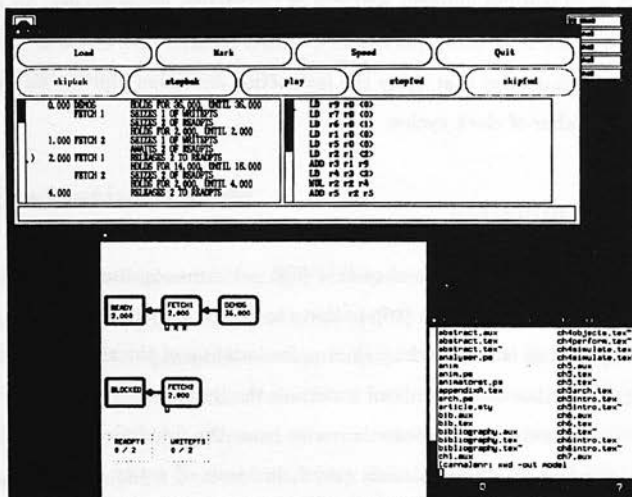 Load Mark Speed Quit
skipbak stepbak play stepfwd skipfwd
0.000 DEMOS HOLDS FOR 36,000, UNTIL 36.000
FETCH 1 SEIZES 1 OF WRITEPTS
SEIZES 2 OF READPTS
HOLDS FOR 2,000, UNTIL 2.000
1.000 FETCH 2 SEIZES 1 OF WRITEPTS
AWAITS 2 OF READPTS
2.000 FETCH 1 RELEASES 2 TO READPTS
HOLDS FOR 14,000, UNTIL 16.000
FETCH 2 SEIZES 2 OF READPTS
HOLDS FOR 2,000, UNTIL 4.000
4.000 RELEASES 2 TO READPTS
LD r9 r0 (0)
LD r7 r0 (0)
LD r6 r0 (0)
LD r1 r0 (0)
LD r5 r0 (0)
LD r2 r1 (2)
ADD r3 r1 r9
LD r4 r3 (2)
MUL r2 r2 r4
ADD r5 r2 r5
READY
2,000
FETCH1
2,000
DEMOS
36,000
BLOCKED
FETCH2
2,000
READPTS
0 / 2
WRITEPTS
0 / 2
abstract.aux
abstract.tex
abstract.tex~
analyzer.ps
anim
anim.ps
animatorest.ps
appendixA.tex
arch.ps
article.sty
bib.aux
bib.tex
bibliography.aux
bibliography.tex
bibliography.tex~
ch1.aux
ch4objects.tex~
ch4perform.tex~
ch4simulate.tex
ch4simulate.tex~
ch5.aux
ch5.tex
ch5.tex~
ch5arch.tex
ch5intro.tex
ch5intro.tex~
ch6.aux
ch6.tex
ch6.tex~
ch6intro.tex
ch6intro.tex~
ch7.aux
xwd -out model